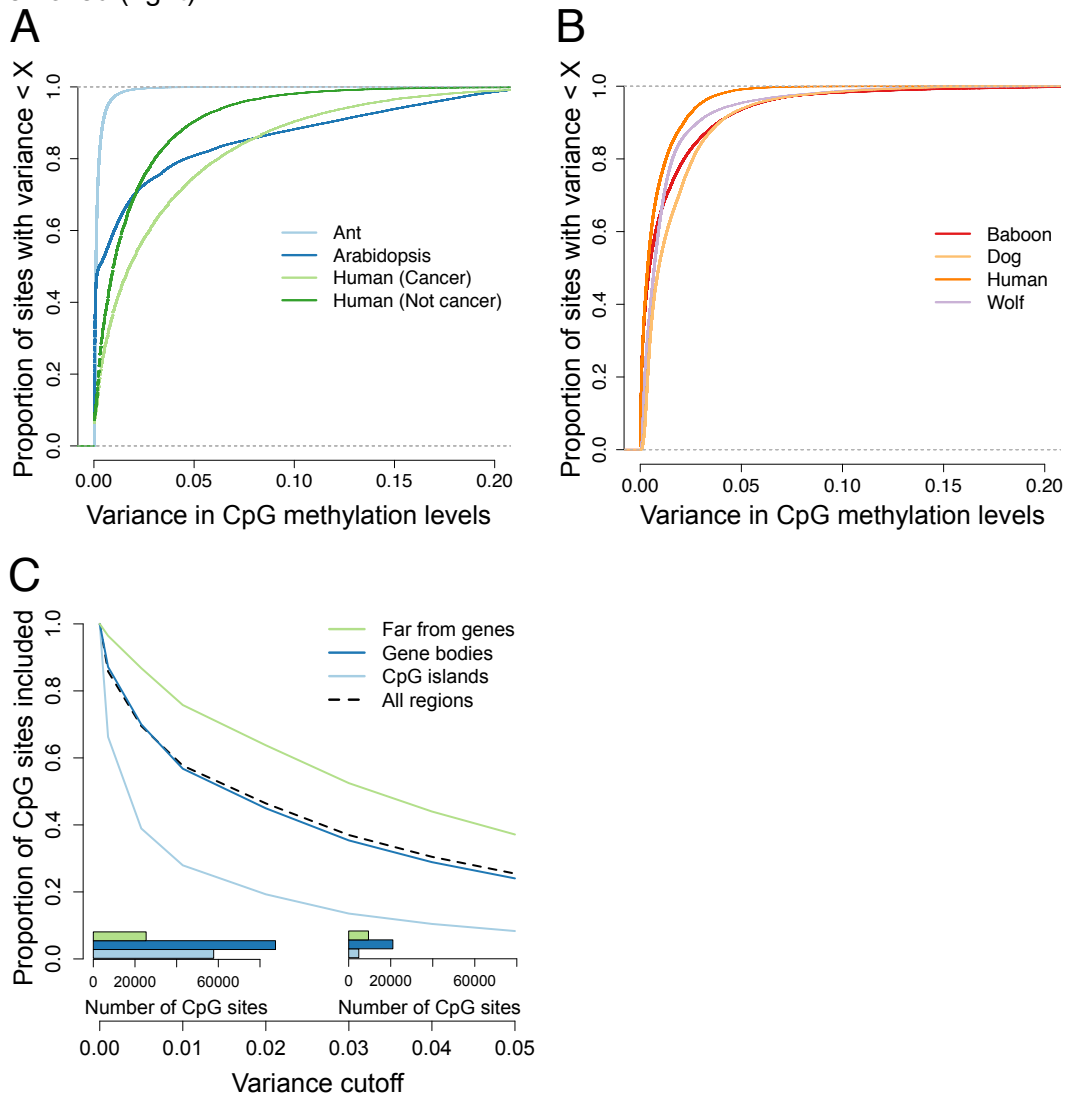 A
B
Proportion of sites with variance < X
0.0
0.2
0.4
0.6
0.8
1.0
Ant
Arabidopsis
Human (Cancer)
Human (Not cancer)
0.00
0.05
0.10
0.15
0.20
Variance in CpG methylation levels
Proportion of sites with variance < X
0.0
0.2
0.4
0.6
0.8
1.0
Baboon
Dog
Human
Wolf
0.00
0.05
0.10
0.15
0.20
Variance in CpG methylation levels
C
Proportion of CpG sites included
0.0
0.2
0.4
0.6
0.8
1.0
Far from genes
Gene bodies
CpG islands
All regions
0 20000 60000
Number of CpG sites
0 20000 60000
Number of CpG sites
0.00 0.01 0.02 0.03 0.04 0.05
Variance cutoff